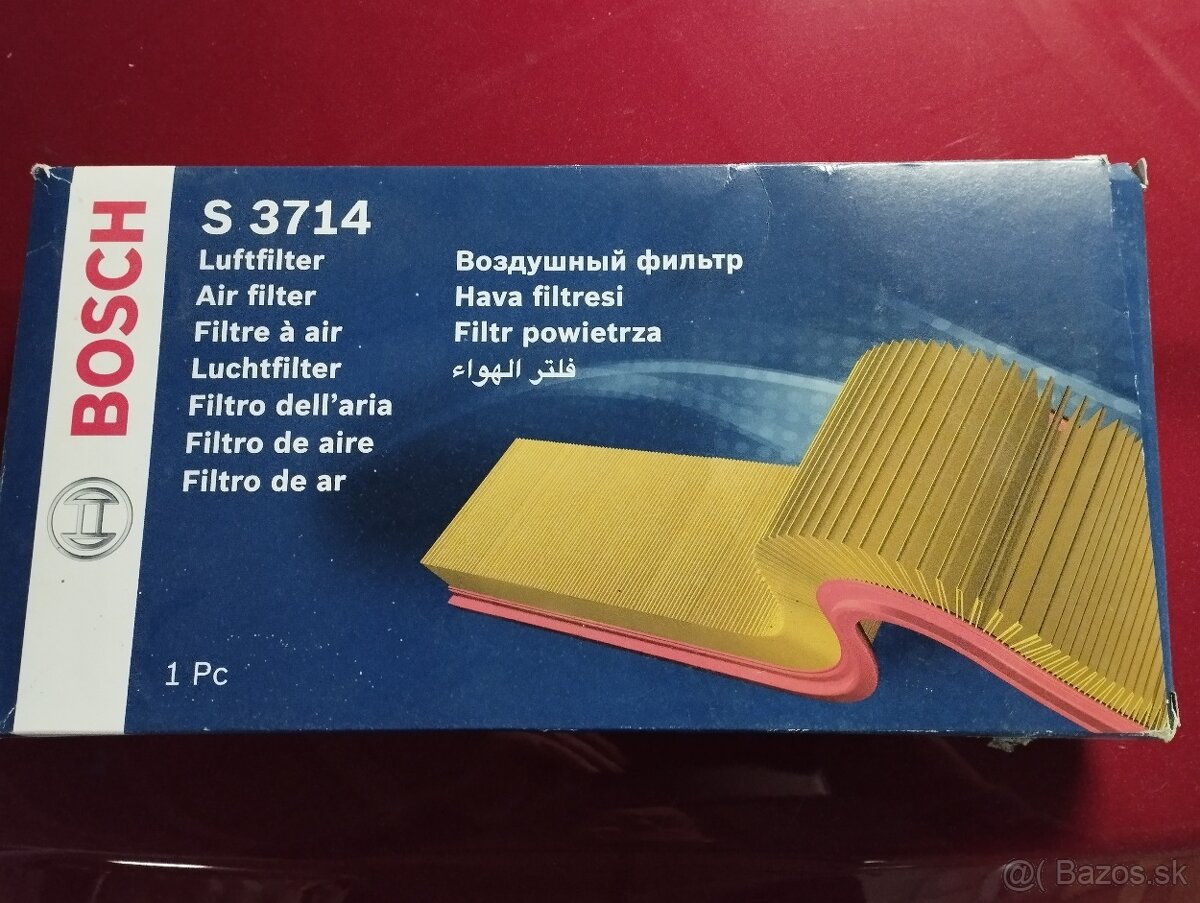 BOSCH
S 3714
Luftfilter
Air filter
Filtre à air
Luchtfilter
Filtro dell'aria
Filtro de aire
Filtro de ar
Воздушный фильтр
Hava filtresi
Filtr powietrza
فلتر الهواء
1 Pc
@( Bazos.sk